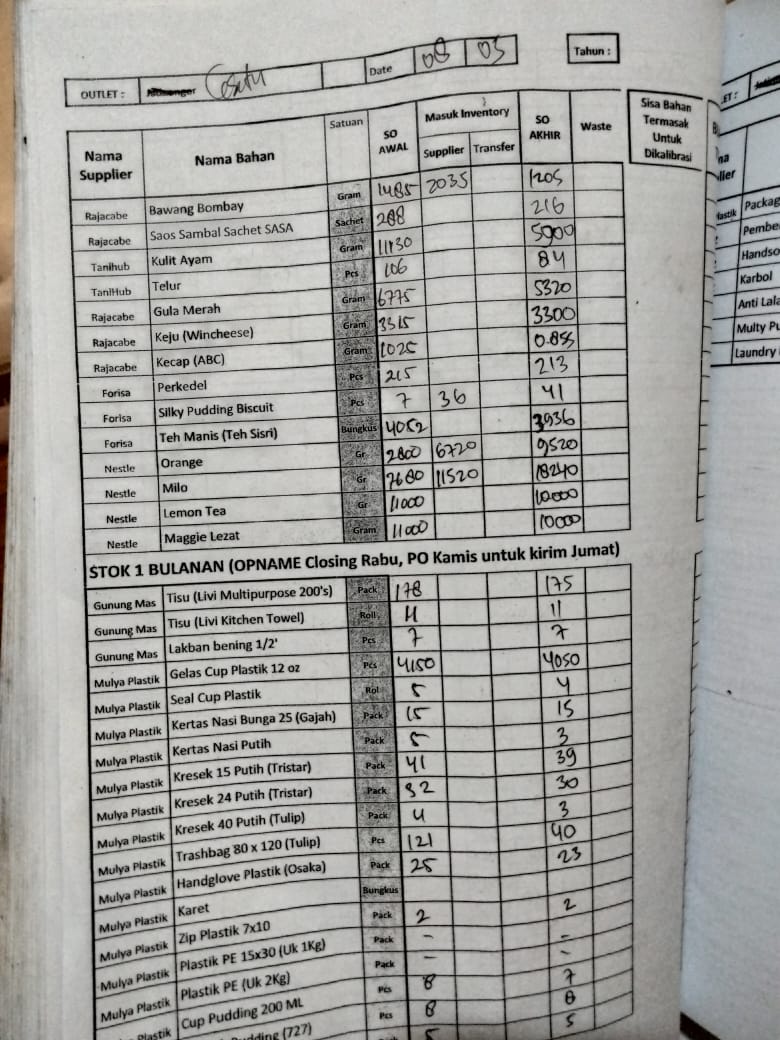 OUTLET : Date 08 03 Tahun :
Nama Supplier Nama Bahan Satuan SO AWAL Masuk Inventory Supplier Transfer SO AKHIR Waste Sisa Bahan Termasak Untuk Dikalibrasi
Rajacabe Bawang Bombay Gram 1485 2035 1205
Rajacabe Saos Sambal Sachet SASA Sachet 288 216
Tanihub Kulit Ayam Gram 11130 5900
TaniHub Telur Pcs 106 84
Rajacabe Gula Merah Gram 6775 5320
Rajacabe Keju (Wincheese) Gram 3315 3300
Rajacabe Kecap (ABC) Gram 1025 0.855
Forisa Perkedel Pcs 215 213
Forisa Silky Pudding Biscuit Pcs 7 36 41
Forisa Teh Manis (Teh Sisri) Bungkus 4052 3936
Nestle Orange Gr 2800 6720 9520
Nestle Milo Gr 7680 11520 18240
Nestle Lemon Tea Gr 11000 10000
Nestle Maggie Lezat Gram 11000 10000
STOK 1 BULANAN (OPNAME Closing Rabu, PO Kamis untuk kirim Jumat)
Gunung Mas Tisu (Livi Multipurpose 200's) Pack 178 175
Gunung Mas Tisu (Livi Kitchen Towel) Roll 11 11
Gunung Mas Lakban bening 1/2' Pcs 7 7
Mulya Plastik Gelas Cup Plastik 12 oz Pcs 4150 4050
Mulya Plastik Seal Cup Plastik Rol 5 4
Mulya Plastik Kertas Nasi Bunga 25 (Gajah) Pack 15 15
Mulya Plastik Kertas Nasi Putih Pack 5 3
Mulya Plastik Kresek 15 Putih (Tristar) Pack 41 39
Mulya Plastik Kresek 24 Putih (Tristar) Pack 32 30
Mulya Plastik Kresek 40 Putih (Tulip) Pack 4 3
Mulya Plastik Trashbag 80 x 120 (Tulip) Pcs 121 40
Mulya Plastik Handglove Plastik (Osaka) Pack 25 23
Mulya Plastik Karet Bungkus
Mulya Plastik Zip Plastik 7x10 Pack 2 2
Mulya Plastik Plastik PE 15x30 (Uk 1Kg) Pack - -
Mulya Plastik Plastik PE (Uk 2Kg) Pack - -
Plastik Cup Pudding 200 ML Pcs 8 7
Pudding (727) Pcs 8 8
Pack 5 5
ET :
na
lier
lastik Packag
Pembe
Handso
Karbol
Anti Lala
Multy Pu
Laundry